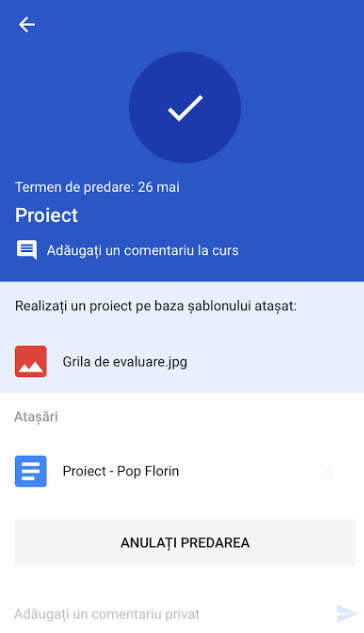 Termen de predare: 26 mai
Proiect
Adăugați un comentariu la curs
Realizați un proiect pe baza șablonului atașat:
Grila de evaluare.jpg
Atașări
Proiect - Pop Florin
ANULAȚI PREDAREA
Adăugați un comentariu privat